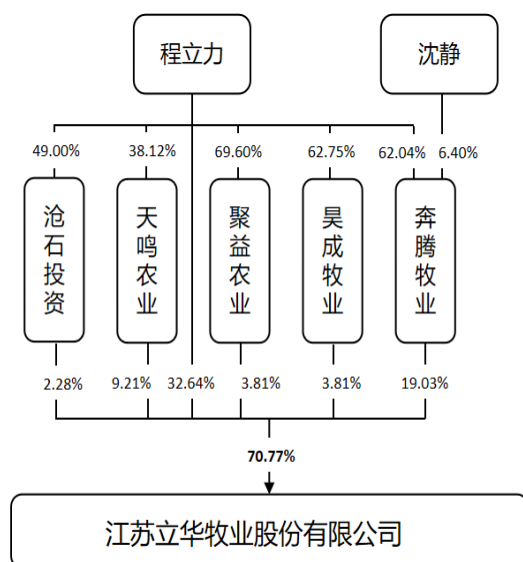 程立力
沈静
49.00%
38.12%
69.60%
62.75%
62.04%
6.40%
沧石投资
天鸣农业
聚益农业
昊成牧业
奔腾牧业
2.28%
9.21%
32.64%
3.81%
3.81%
19.03%
70.77%
江苏立华牧业股份有限公司